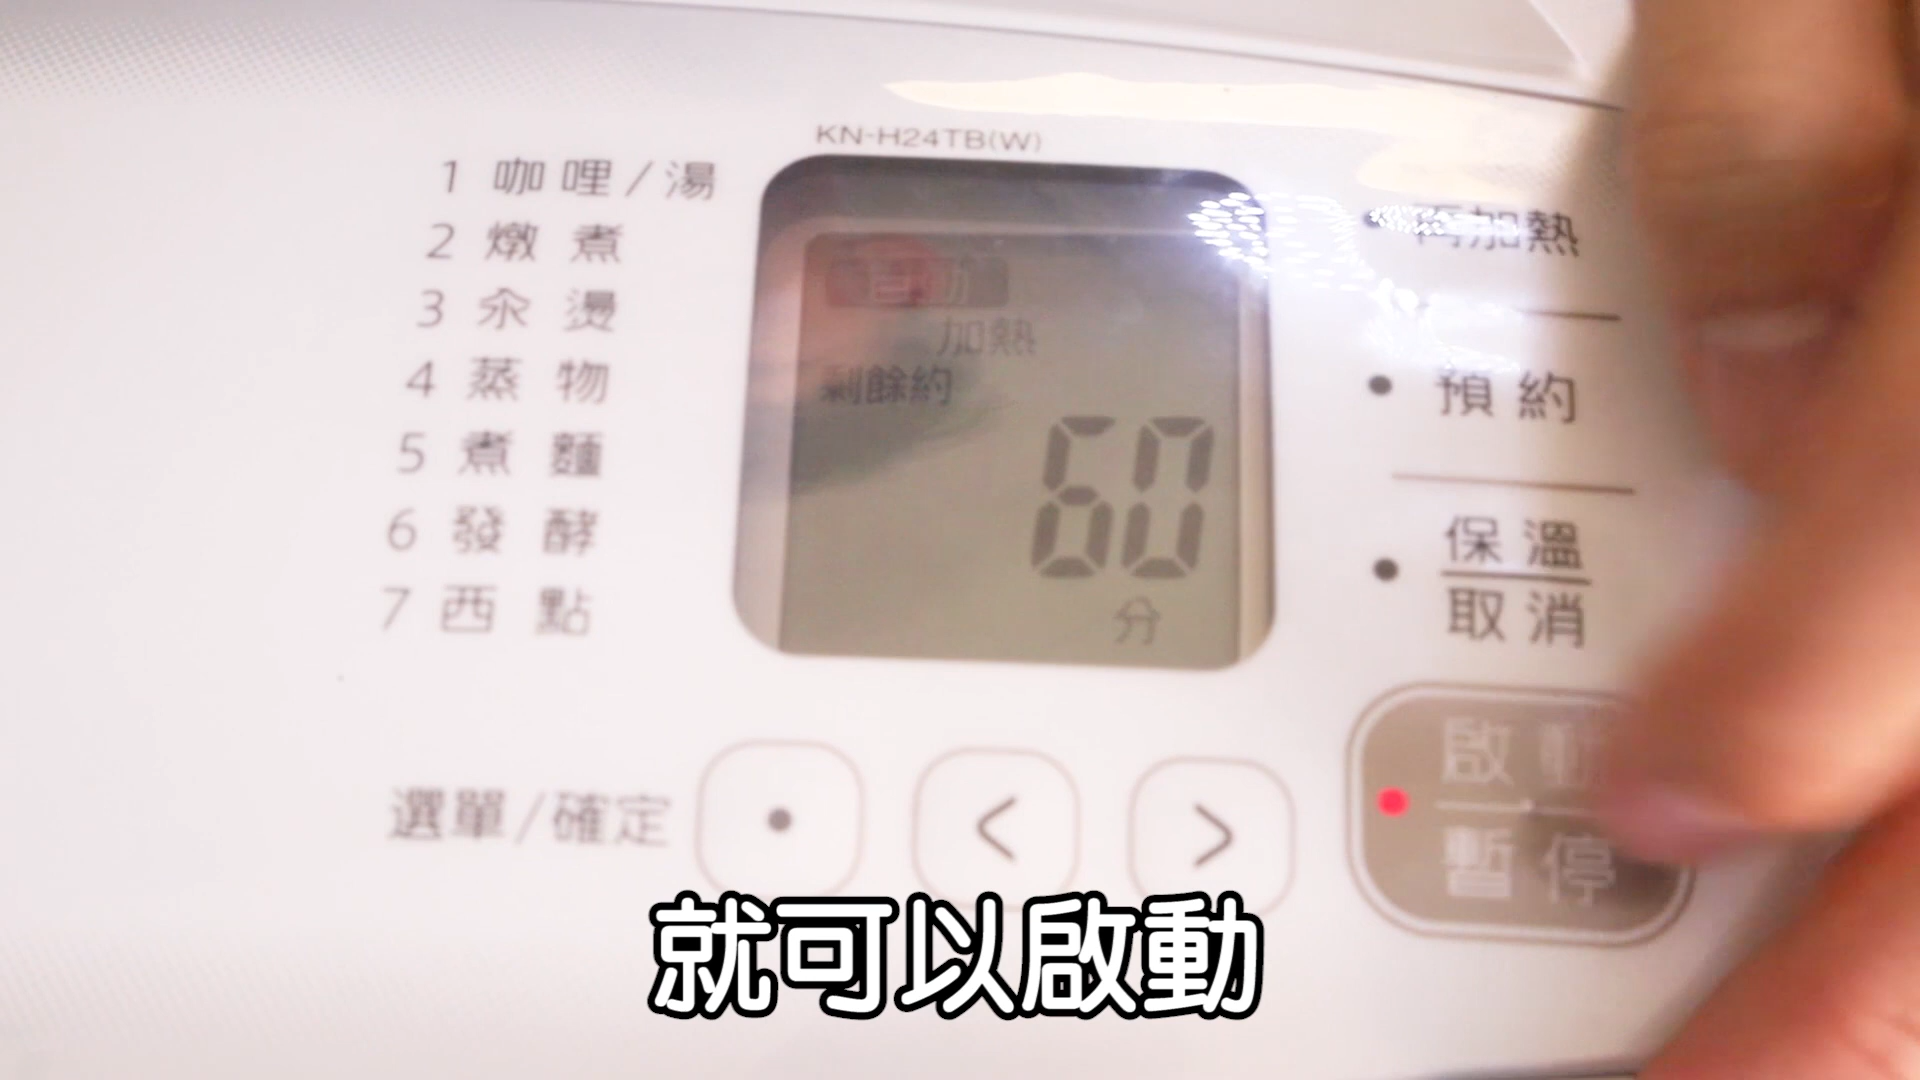 KN-H24TB(W)
1 咖哩/湯
2 燉煮
3 汆燙
4 蒸物
5 煮麵
6 發酵
7 西點
自動
加熱
剩餘約
60
分
再加熱
預約
保溫
取消
啟動
暫停
選單/確定
<
>
就可以啟動